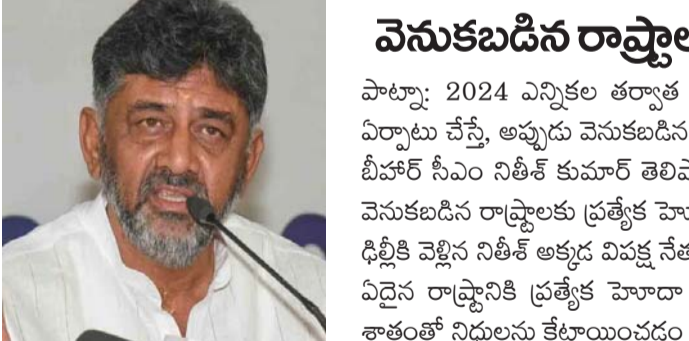 వెనుకబడిన రాష్ట్రాల
పాట్నా: 2024 ఎన్నికల తర్వాత
ఏర్పాటు చేస్తే, అప్పుడు వెనుకబడిన
బీహార్ సీఎం నితీశ్ కుమార్ తెలిపా
వెనుకబడిన రాష్ట్రాలకు ప్రత్యేక హో
ఢిల్లీకి వెళ్లిన నితీశ్ అక్కడ విపక్ష నేత
ఏదైన రాష్ట్రానికి ప్రత్యేక హెూదా
శాతంతో నిధులను కేటాయించడం